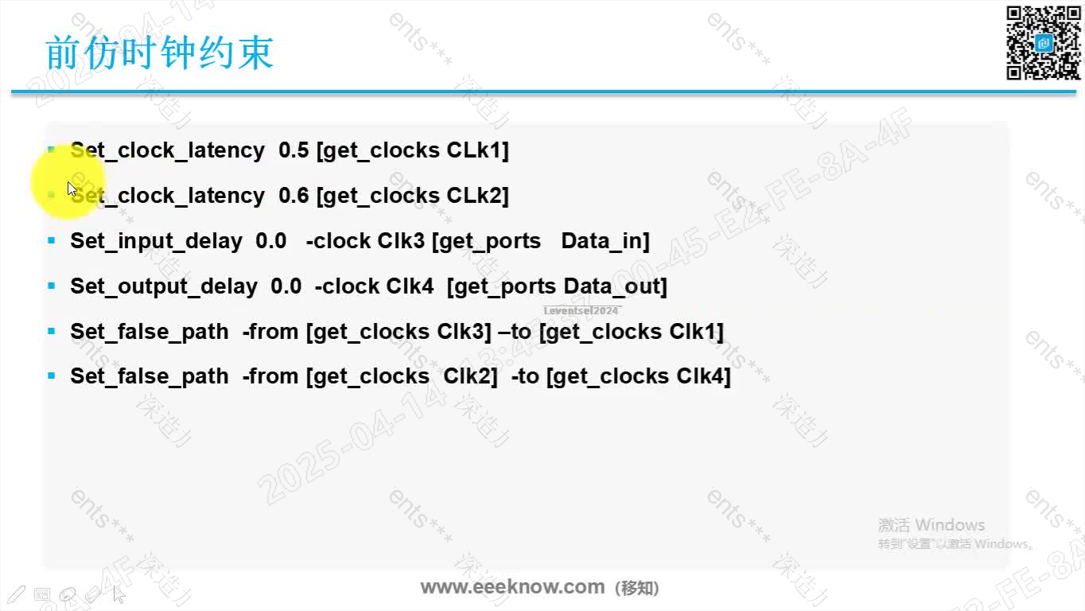 前仿时钟约束
Set_clock_latency 0.5 [get_clocks CLk1]
Set_clock_latency 0.6 [get_clocks CLk2]
Set_input_delay 0.0 -clock Clk3 [get_ports Data_in]
Set_output_delay 0.0 -clock Clk4 [get_ports Data_out]
Leventsel2024
Set_false_path -from [get_clocks Clk3] –to [get_clocks Clk1]
Set_false_path -from [get_clocks Clk2] -to [get_clocks Clk4]
激活 Windows
转到"设置"以激活 Windows。
www.eeeknow.com (移知)